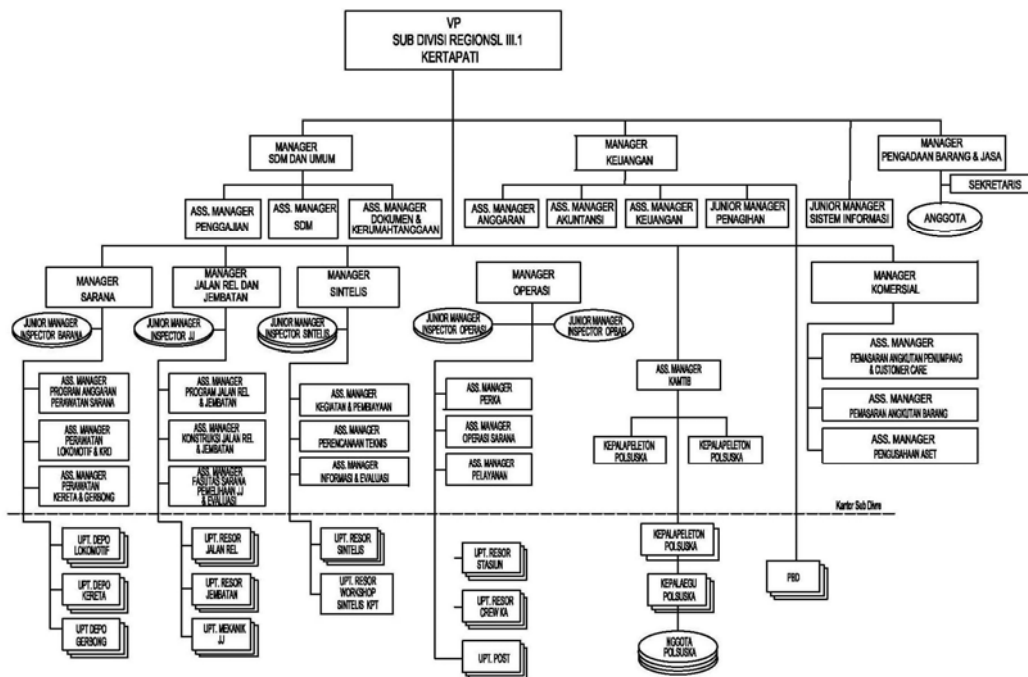 VP
SUB DIVISI REGIONSL III.1
KERTAPATI
MANAGER
SDM DAN UMUM
MANAGER
KEUANGAN
MANAGER
PENGADAAN BARANG & JASA
SEKRETARIS
ANGGOTA
ASS. MANAGER
PENGGAJIAN
ASS. MANAGER
SDM
ASS. MANAGER
DOKUMEN &
KERUMAHTANGGAAN
ASS. MANAGER
ANGGARAN
ASS. MANAGER
AKUNTANSI
ASS. MANAGER
KEUANGAN
JUNIOR MANAGER
PENAGIHAN
JUNIOR MANAGER
SISTEM INFORMASI
MANAGER
SARANA
MANAGER
JALAN REL DAN
JEMBATAN
MANAGER
SINTELIS
MANAGER
OPERASI
MANAGER
KOMERSIAL
JUNIOR MANAGER
INSPECTOR BARANA
JUNIOR MANAGER
INSPECTOR JJ
JUNIOR MANAGER
INSPECTOR SINTELIS
JUNIOR MANAGER
INSPECTOR OPERASI
JUNIOR MANAGER
INSPECTOR OPBAR
ASS. MANAGER
PROGRAM ANGGARAN
PERAWATAN SARANA
ASS. MANAGER
PERAWATAN
LOKOMOTIF & KRD
ASS. MANAGER
PERAWATAN
KERETA & GERBONG
ASS. MANAGER
PROGRAM JALAN REL
& JEMBATAN
ASS. MANAGER
KONSTRUKSI JALAN REL
& JEMBATAN
ASS. MANAGER
FASUTAS SARANA
PEMELIHAAN JJ
& EVALUASI
ASS. MANAGER
KEGIATAN & PEMBIAYAAN
ASS. MANAGER
PERENCANAAN TEKNIS
ASS. MANAGER
INFORMASI & EVALUASI
ASS. MANAGER
PERKA
ASS. MANAGER
OPERASI SARANA
ASS. MANAGER
PELAYANAN
ASS. MANAGER
KAMTIB
KEPALAPELETON
POLSUSKA
KEPALAPELETON
POLSUSKA
ASS. MANAGER
PEMASARAN ANGKUTAN PENUMPANG
& CUSTOMER CARE
ASS. MANAGER
PEMASARAN ANGKUTAN BARANG
ASS. MANAGER
PENGUSAHAAN ASET
Kantor Sub Divre
UPT. DEPO
LOKOMOTIF
UPT. DEPO
KERETA
UPT DEPO
GERBONG
UPT. RESOR
JALAN REL
UPT. RESOR
JEMBATAN
UPT. MEKANIK
JJ
UPT. RESOR
SINTELIS
UPT. RESOR
WORKSHOP
SINTELIS KPT
UPT. RESOR
STASIUN
UPT. RESOR
CREW KA
UPT. POST
KEPALAPELETON
POLSUSKA
KEPALAEGU
POLSUSKA
NGGOTA
POLSUSKA
PBD